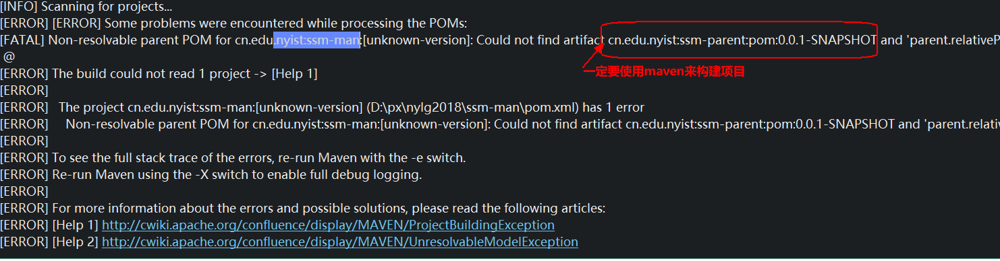 [INFO] Scanning for projects...
[ERROR] [ERROR] Some problems were encountered while processing the POMs:
[FATAL] Non-resolvable parent POM for cn.edu.nyist:ssm-man:[unknown-version]: Could not find artifact cn.edu.nyist:ssm-parent:pom:0.0.1-SNAPSHOT and 'parent.relativeP
@
一定要使用maven来构建项目
[ERROR] The build could not read 1 project -> [Help 1]
[ERROR]
[ERROR] The project cn.edu.nyist:ssm-man:[unknown-version] (D:\px\nylg2018\ssm-man\pom.xml) has 1 error
[ERROR] Non-resolvable parent POM for cn.edu.nyist:ssm-man:[unknown-version]: Could not find artifact cn.edu.nyist:ssm-parent:pom:0.0.1-SNAPSHOT and 'parent.relative
[ERROR]
[ERROR] To see the full stack trace of the errors, re-run Maven with the -e switch.
[ERROR] Re-run Maven using the -X switch to enable full debug logging.
[ERROR]
[ERROR] For more information about the errors and possible solutions, please read the following articles:
[ERROR] [Help 1] http://cwiki.apache.org/confluence/display/MAVEN/ProjectBuildingException
[ERROR] [Help 2] http://cwiki.apache.org/confluence/display/MAVEN/UnresolvableModelException